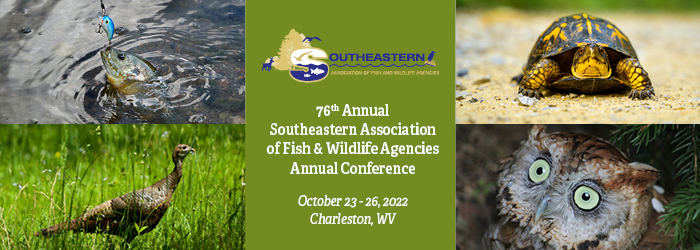 SOUTHEASTERN
ASSOCIATION OF FISH AND WILDLIFE AGENCIES
76th Annual
Southeastern Association
of Fish & Wildlife Agencies
Annual Conference
October 23 - 26, 2022
Charleston, WV